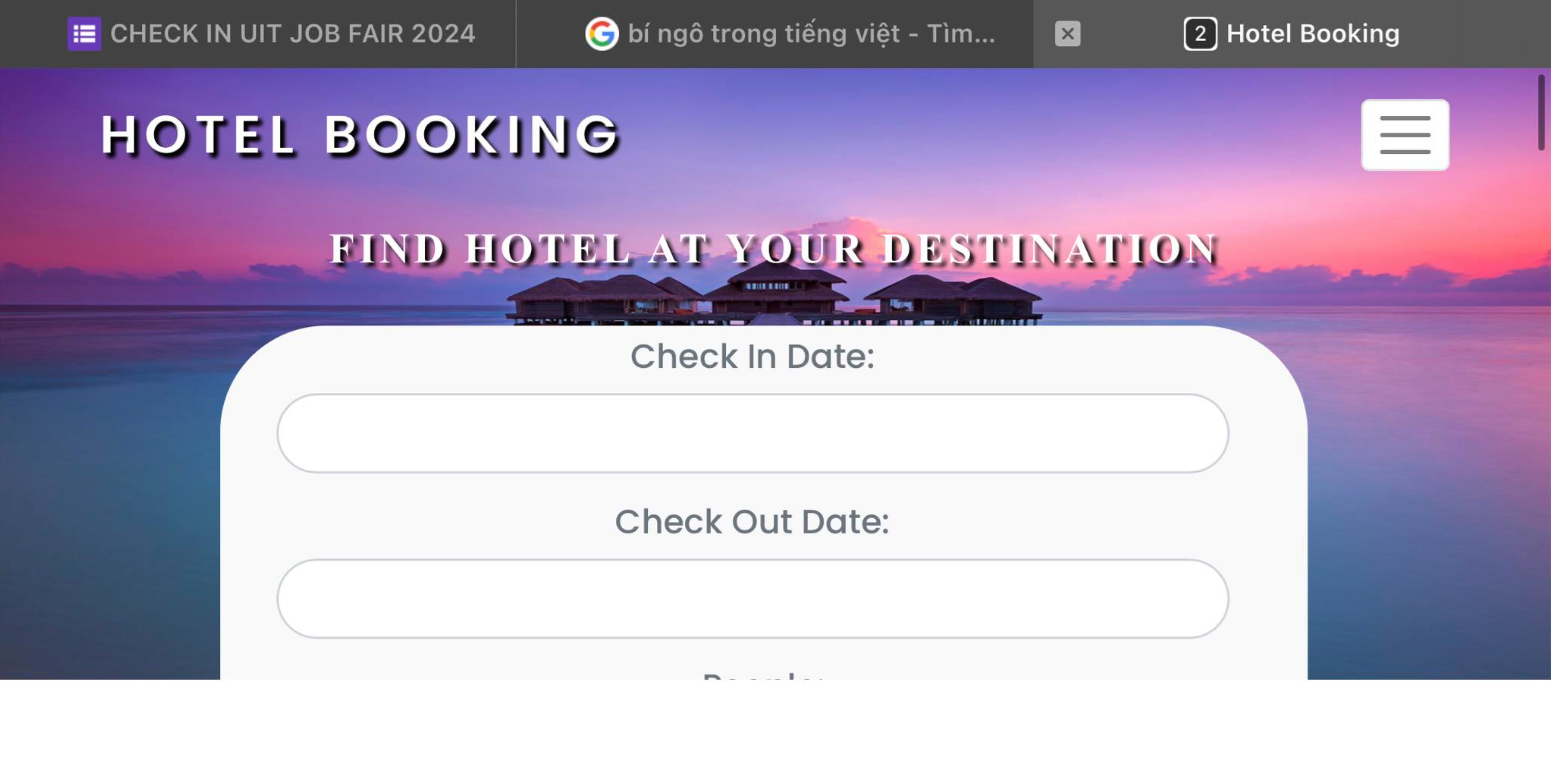 CHECK IN UIT JOB FAIR 2024
bí ngô trong tiếng việt - Tìm...
2 Hotel Booking
HOTEL BOOKING
FIND HOTEL AT YOUR DESTINATION
Check In Date:
Check Out Date:
People: